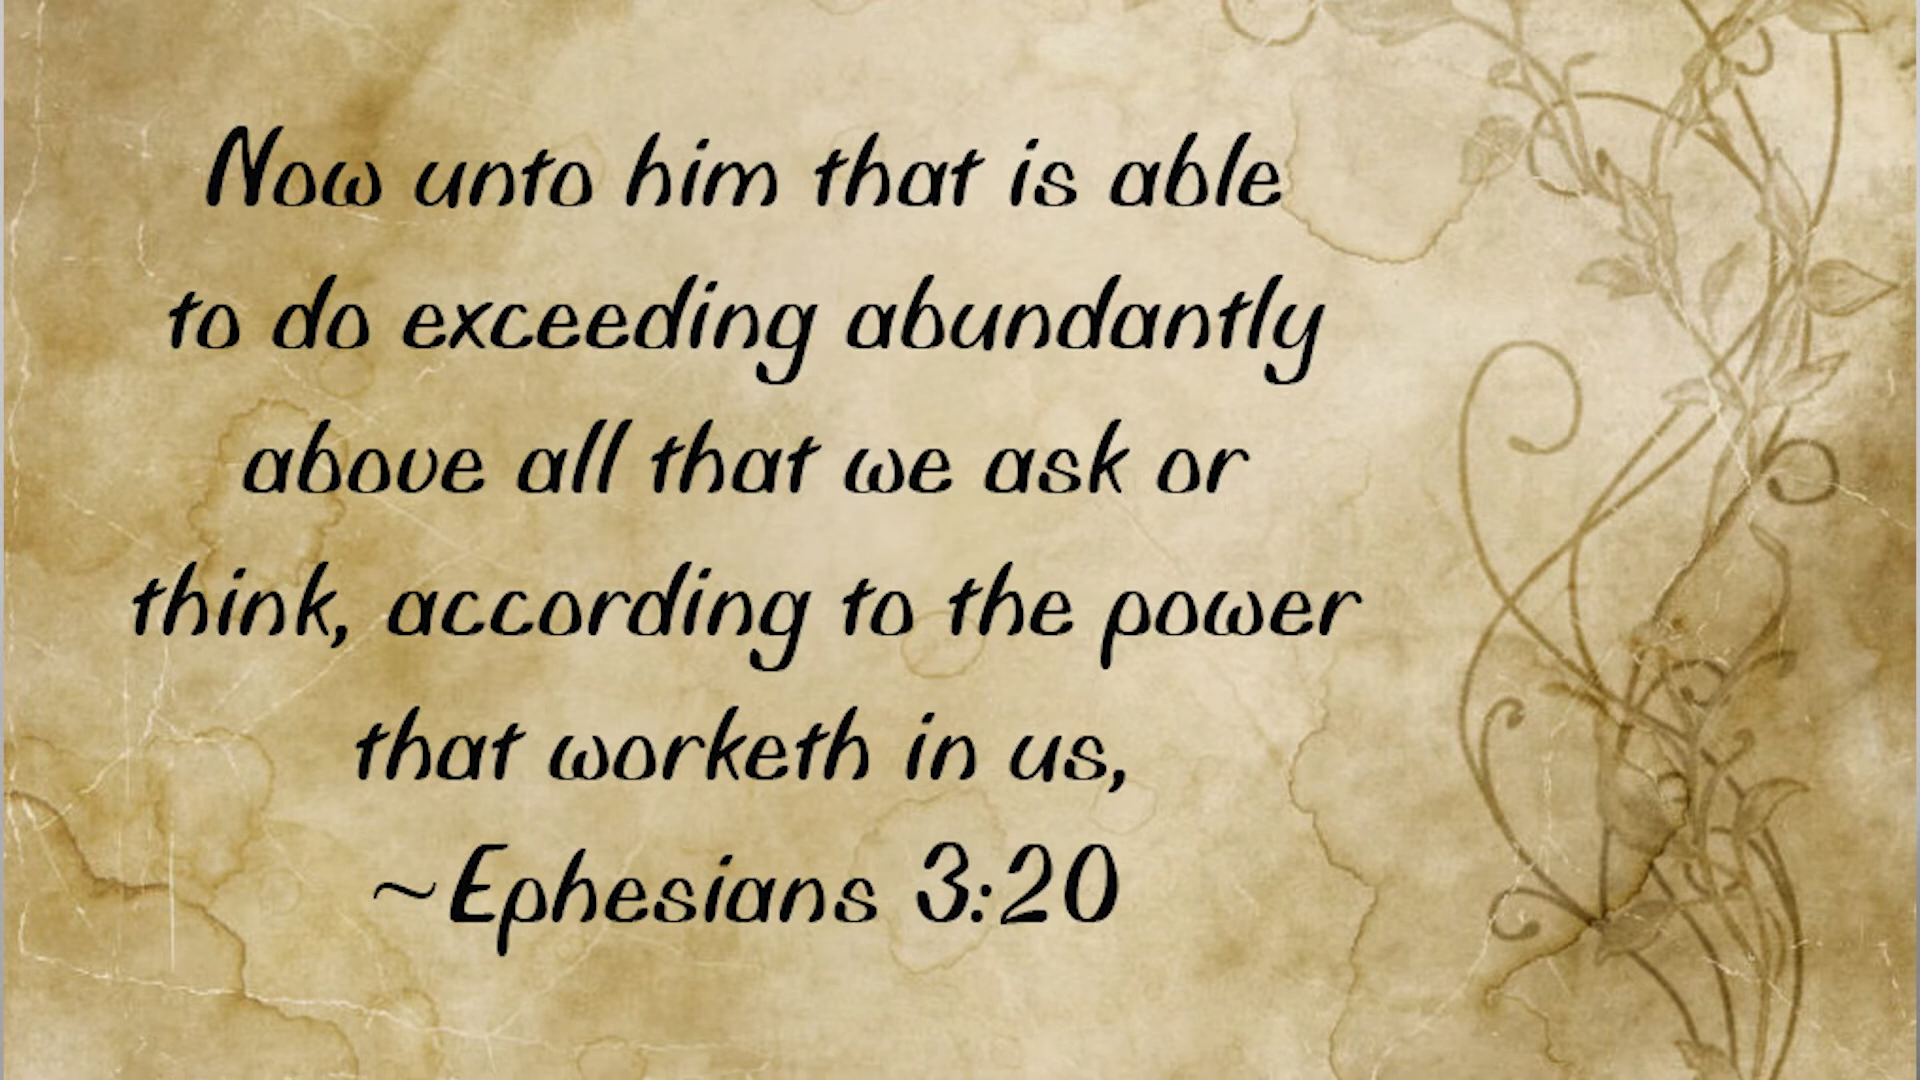 Now unto him that is able
to do exceeding abundantly
above all that we ask or
think, according to the power
that worketh in us,
~Ephesians 3:20